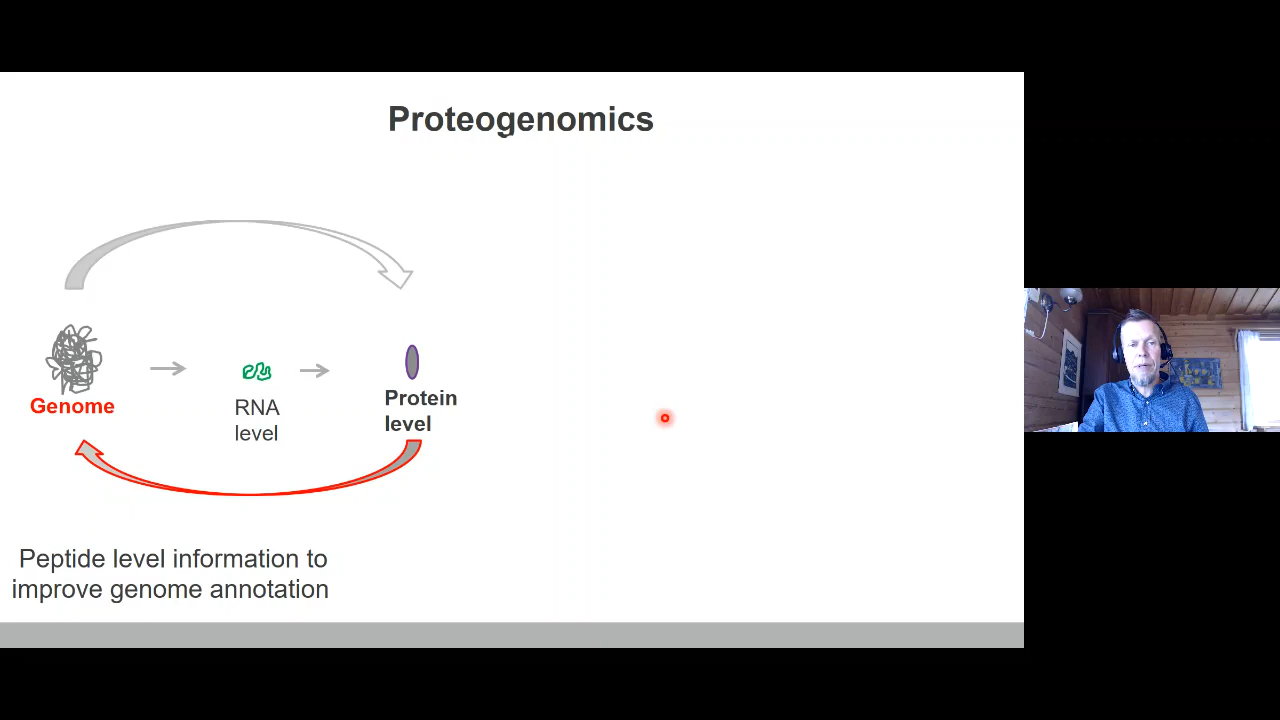 Proteogenomics
Genome
RNA
level
Protein
level
Peptide level information to
improve genome annotation